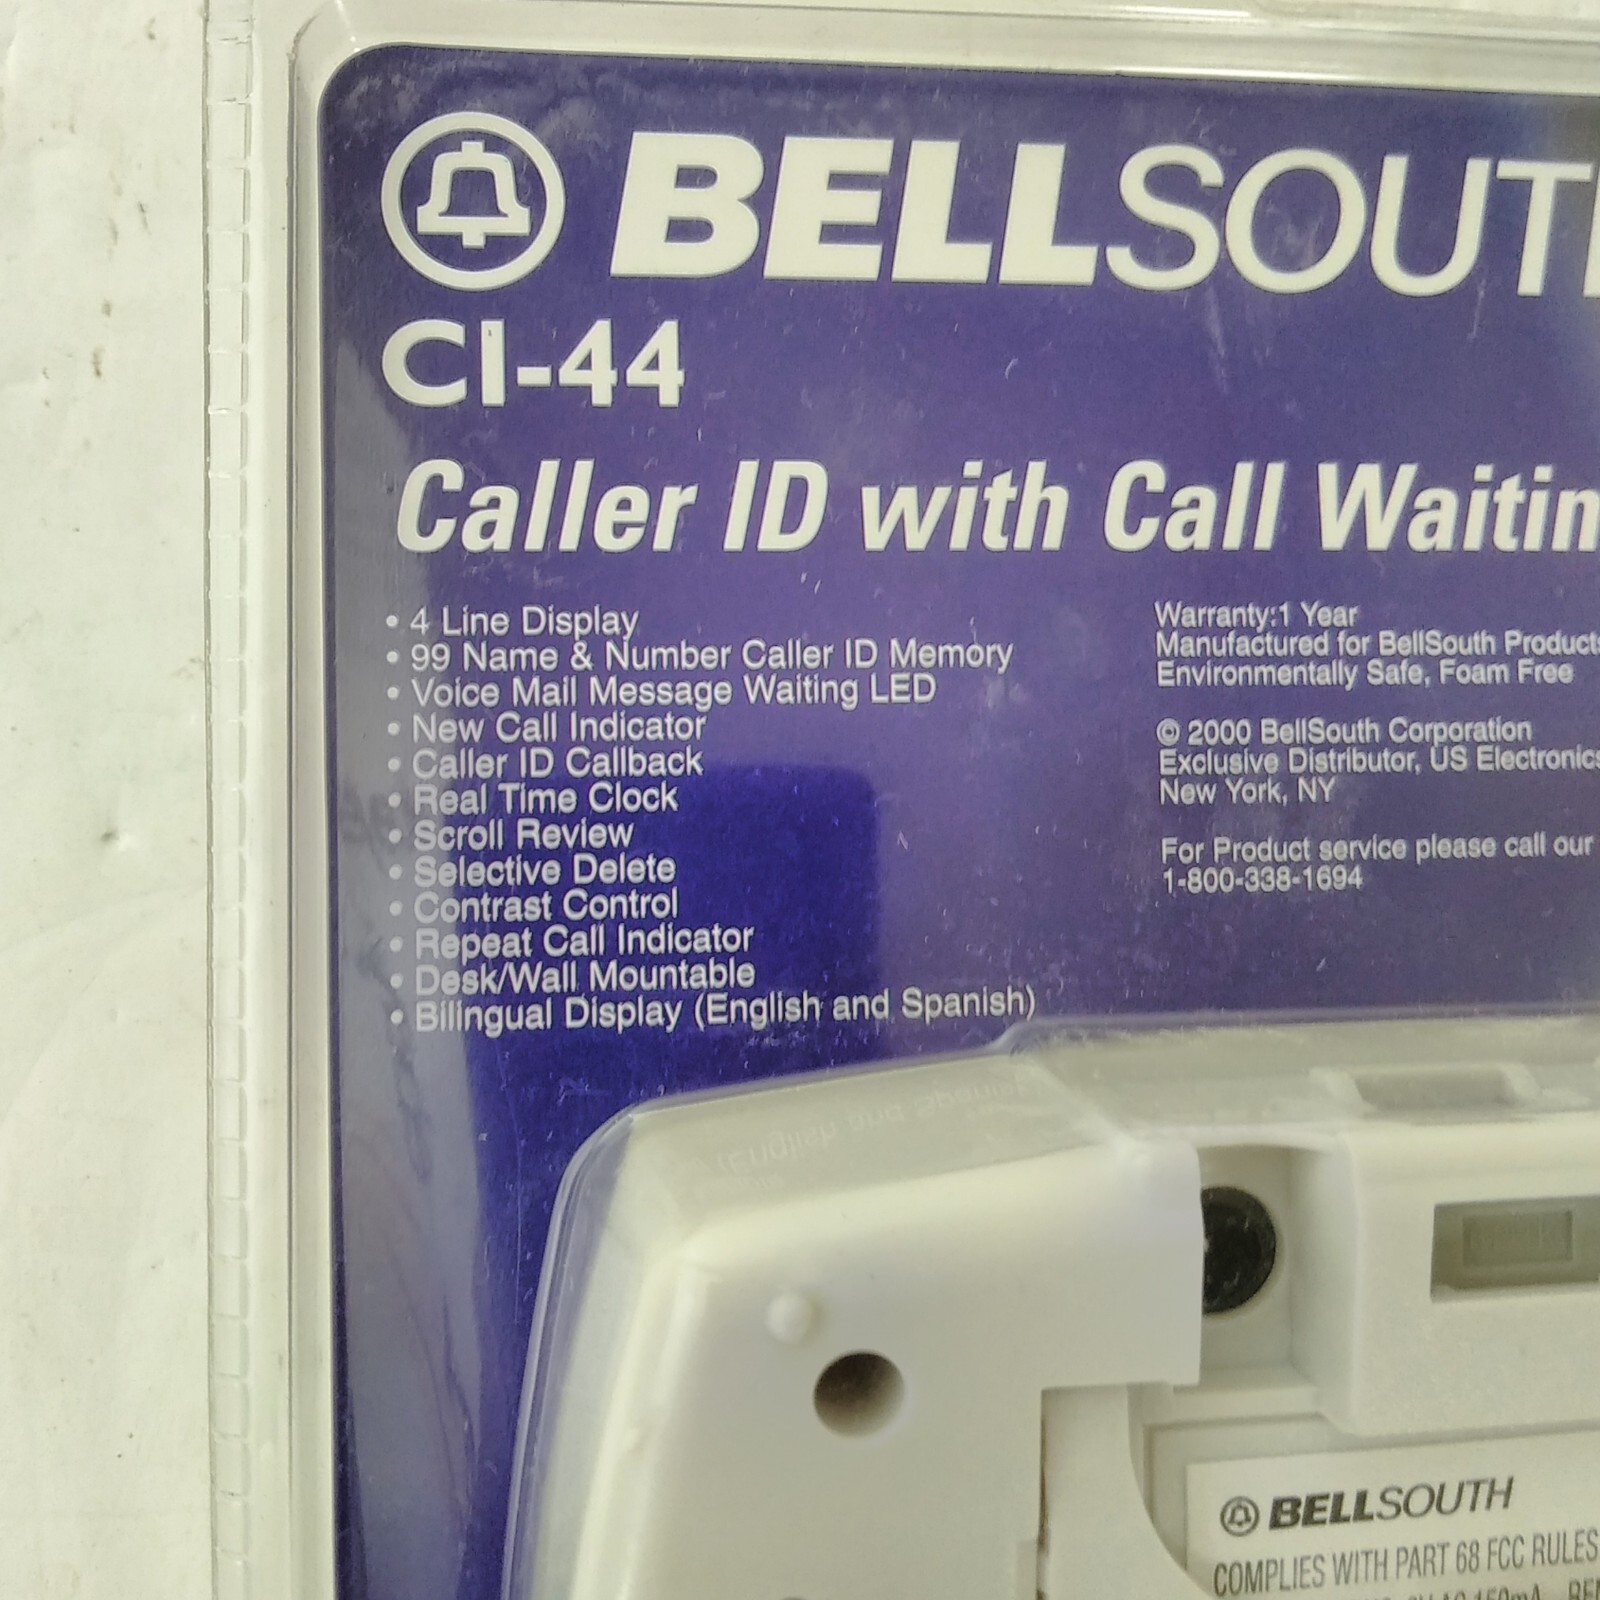 BELLSOUTH
CI-44
Caller ID with Call Waitin
• 4 Line Display
• 99 Name & Number Caller ID Memory
• Voice Mail Message Waiting LED
• New Call Indicator
• Caller ID Callback
• Real Time Clock
• Scroll Review
• Selective Delete
• Contrast Control
• Repeat Call Indicator
• Desk/Wall Mountable
• Bilingual Display (English and Spanish)
Warranty:1 Year
Manufactured for BellSouth Products
Environmentally Safe, Foam Free
© 2000 BellSouth Corporation
Exclusive Distributor, US Electronics
New York, NY
For Product service please call our
1-800-338-1694
BELLSOUTH
COMPLIES WITH PART 68 FCC RULES
150mA